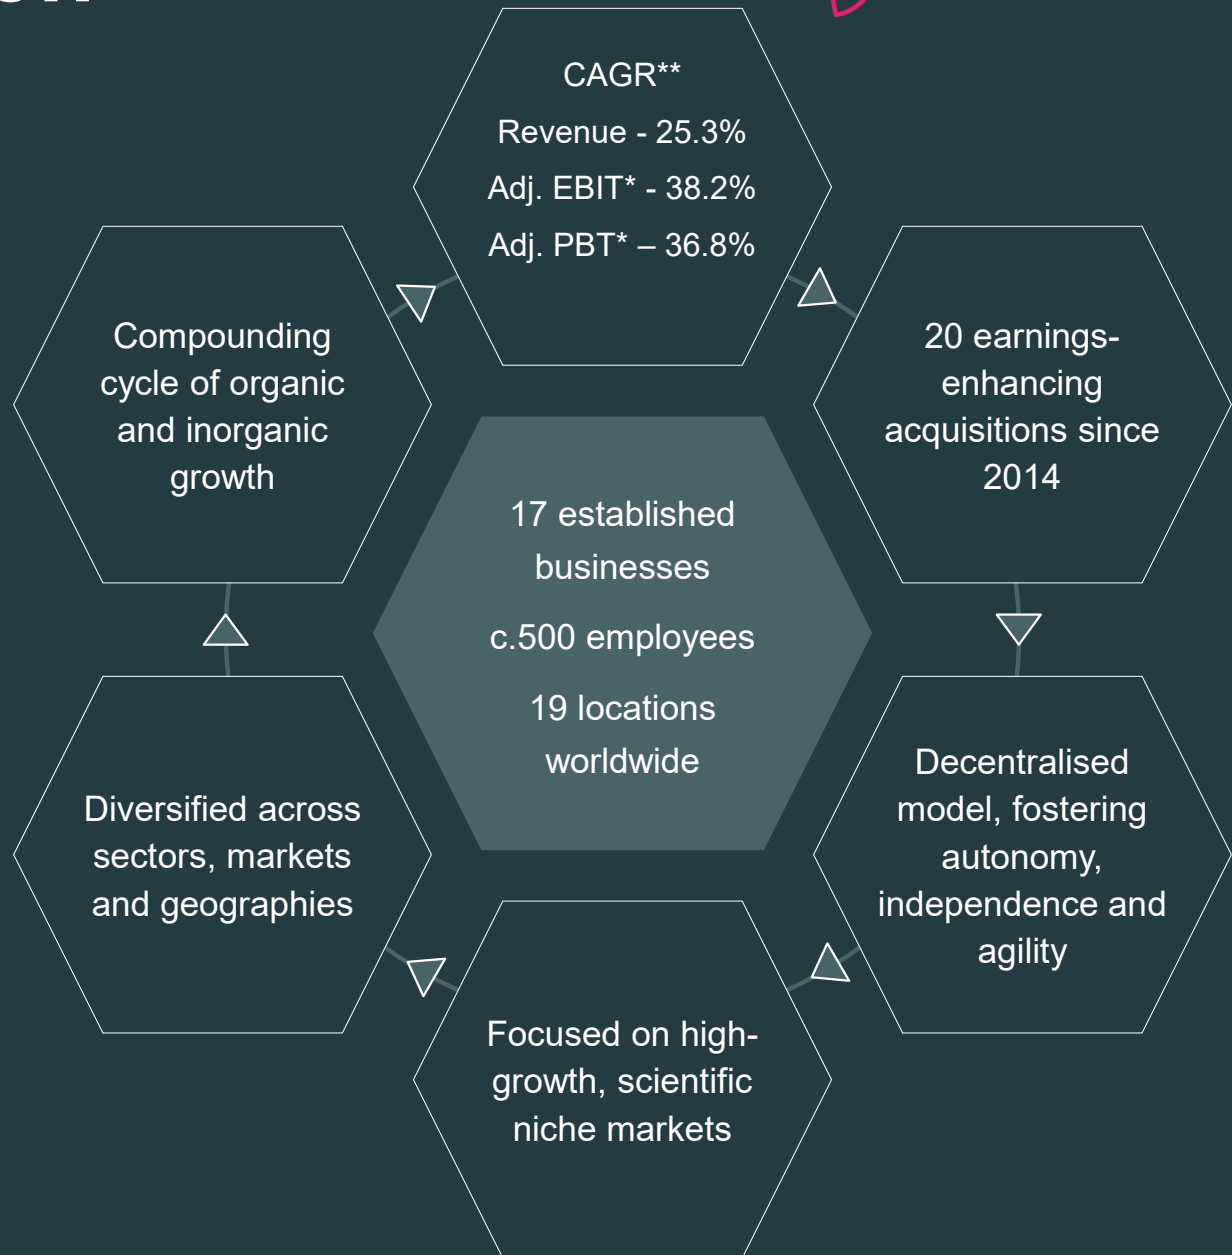 CAGR**
Revenue - 25.3%
Adj. EBIT* - 38.2%
Adj. PBT* – 36.8%
20 earnings-
enhancing
acquisitions since
2014
Decentralised
model, fostering
autonomy,
independence and
agility
Focused on high-
growth, scientific
niche markets
Diversified across
sectors, markets
and geographies
Compounding
cycle of organic
and inorganic
growth
17 established
businesses
c.500 employees
19 locations
worldwide